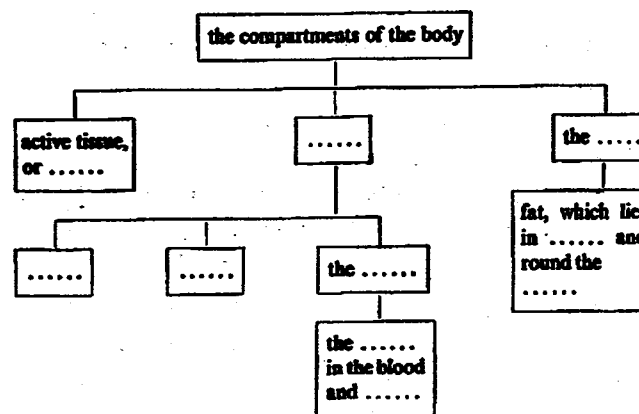 the compartments of the body
active tissue,
or ......
......
the .....
fat, which lie
in ...... and
round the
......
......
......
the ......
the ......
in the blood
and ......